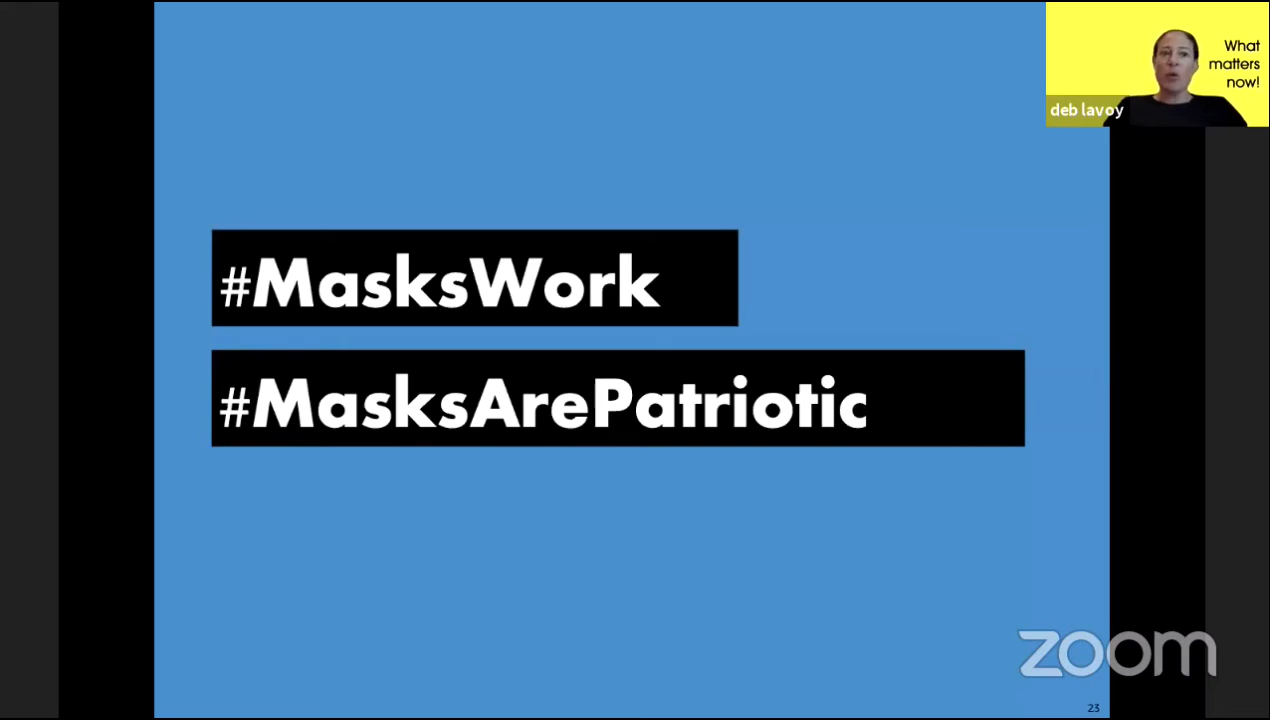 What
matters
now!
deb lavoy
#MasksWork
#MasksArePatriotic
zoom
23